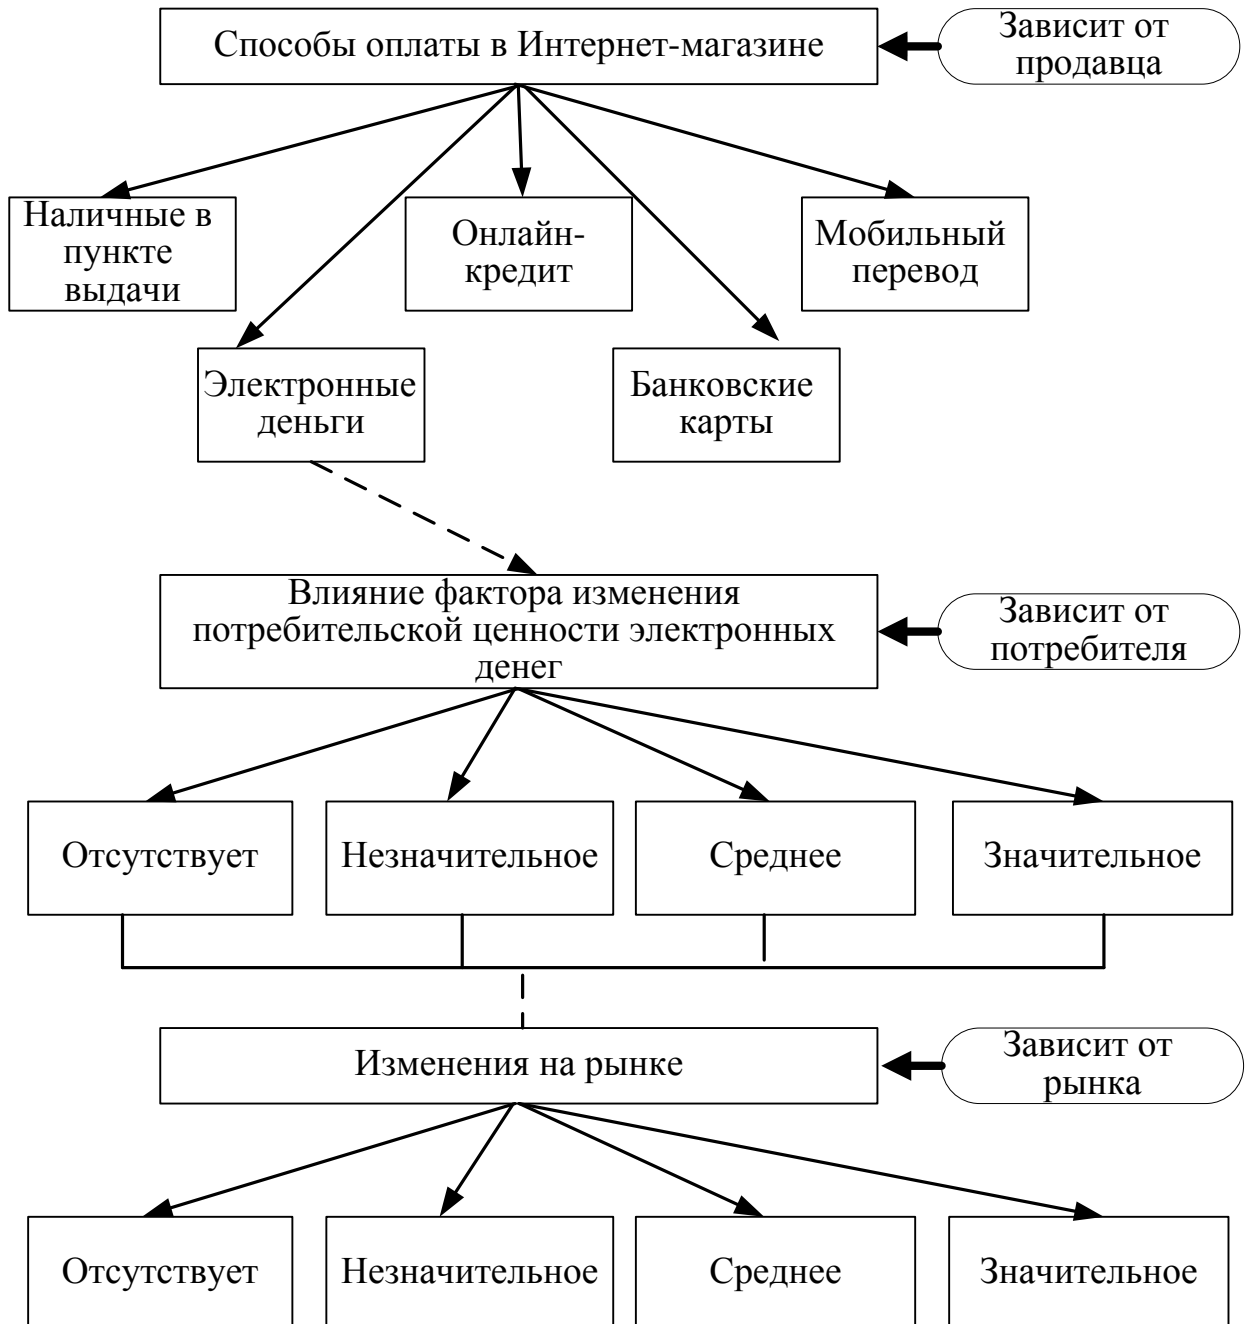 Способы оплаты в Интернет-магазине
Зависит от
продавца
Наличные в
пункте
выдачи
Онлайн-
кредит
Мобильный
перевод
Электронные
деньги
Банковские
карты
Влияние фактора изменения
потребительской ценности электронных
денег
Зависит от
потребителя
Отсутствует
Незначительное
Среднее
Значительное
Изменения на рынке
Зависит от
рынка
Отсутствует
Незначительное
Среднее
Значительное